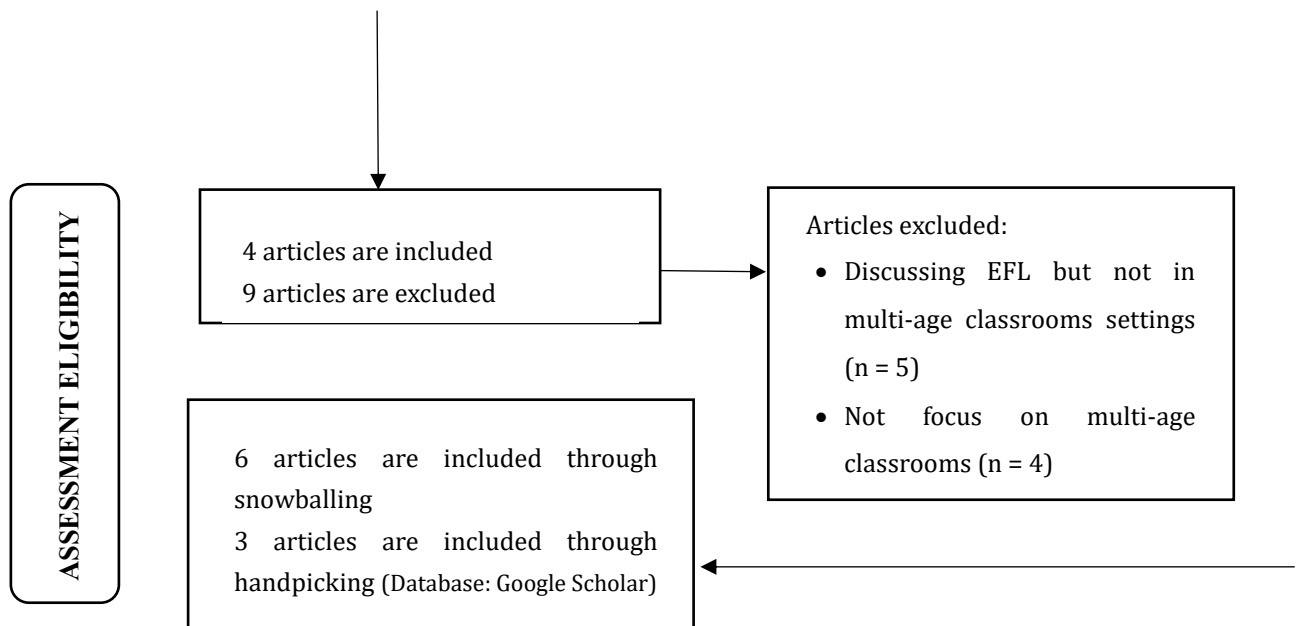 ASSESSMENT ELIGIBILITY
4 articles are included
9 articles are excluded
Articles excluded:
• Discussing EFL but not in
multi-age classrooms settings
(n = 5)
• Not focus on multi-age
classrooms (n = 4)
6 articles are included through
snowballing
3 articles are included through
handpicking (Database: Google Scholar)